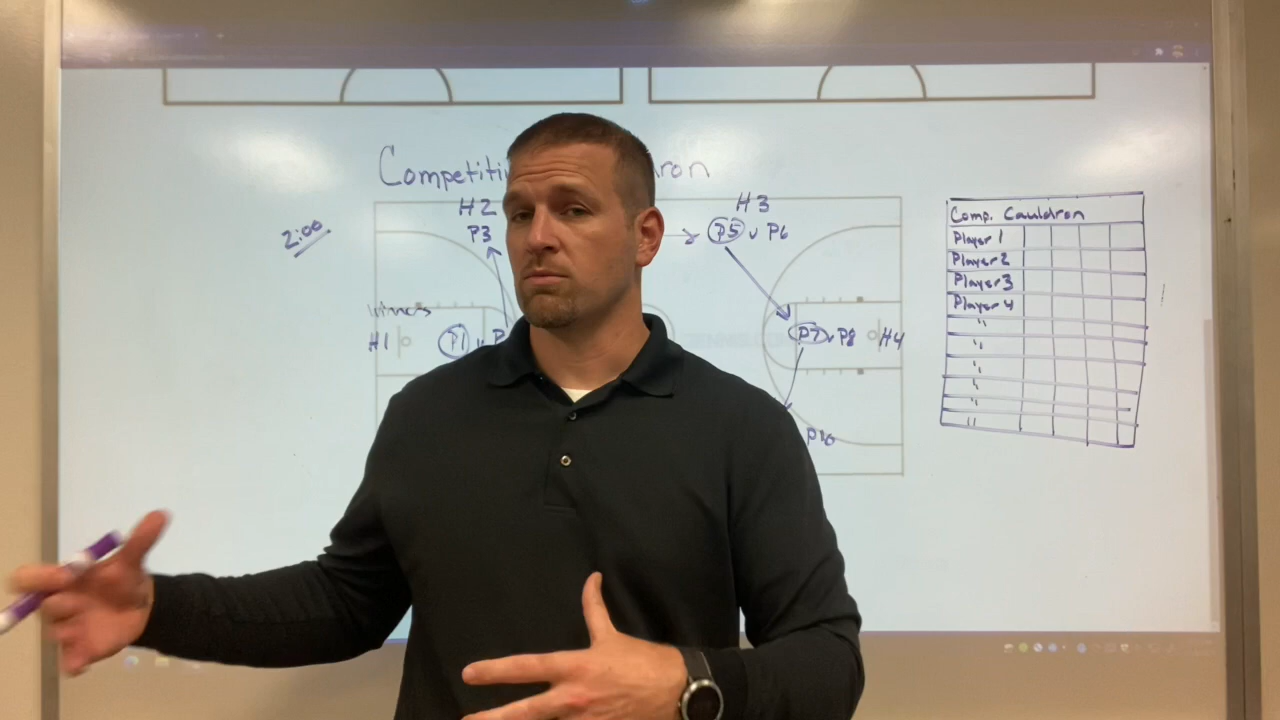 Competiti ron
2:00
H2
P3
H3
P5 v P6
H1
P1 v P
P7 v P8
H4
P10
Comp. Cauldron
Player 1
Player 2
Player 3
Player 4
"
"
"
"
"